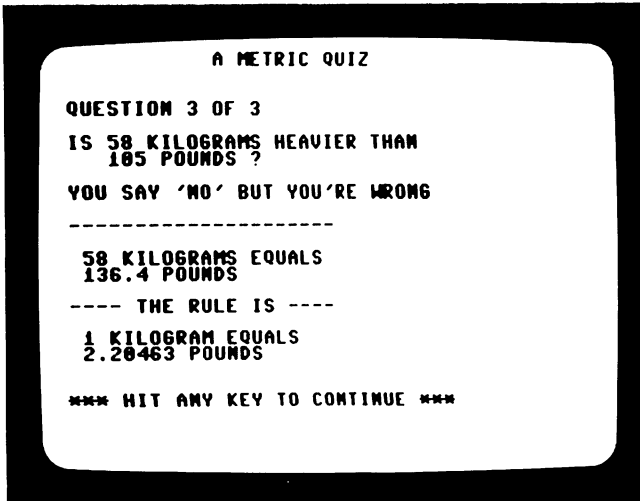 A METRIC QUIZ
QUESTION 3 OF 3
IS 58 KILOGRAMS HEAVIER THAN
105 POUNDS ?
YOU SAY 'NO' BUT YOU'RE WRONG
----------------------
58 KILOGRAMS EQUALS
136.4 POUNDS
---- THE RULE IS ----
1 KILOGRAM EQUALS
2.20463 POUNDS
*** HIT ANY KEY TO CONTINUE ***